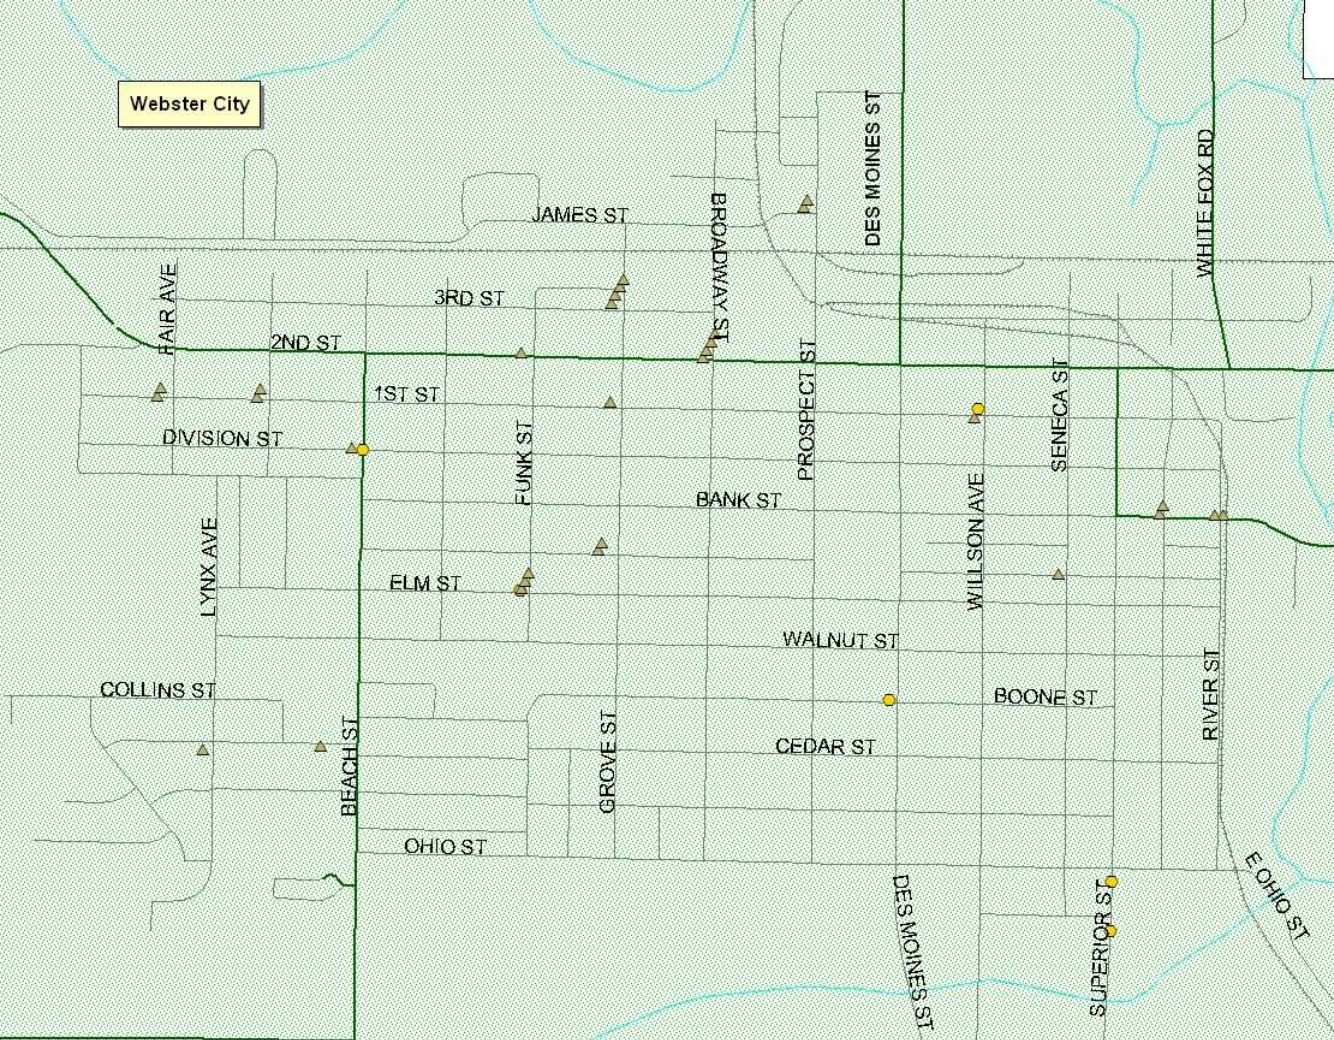 Webster City
DES MOINES ST
WHITE FOX RD
JAMES ST
BROADWAY ST
FAIR AVE
3RD ST
2ND ST
1ST ST
PROSPECT ST
SENECA ST
DIVISION ST
FUNK ST
BANK ST
WILLSON AVE
LYNX AVE
ELM ST
WALNUT ST
COLLINS ST
BOONE ST
RIVER ST
BEACH ST
GROVE ST
CEDAR ST
OHIO ST
E OHIO ST
DES MOINES ST
SUPERIOR ST